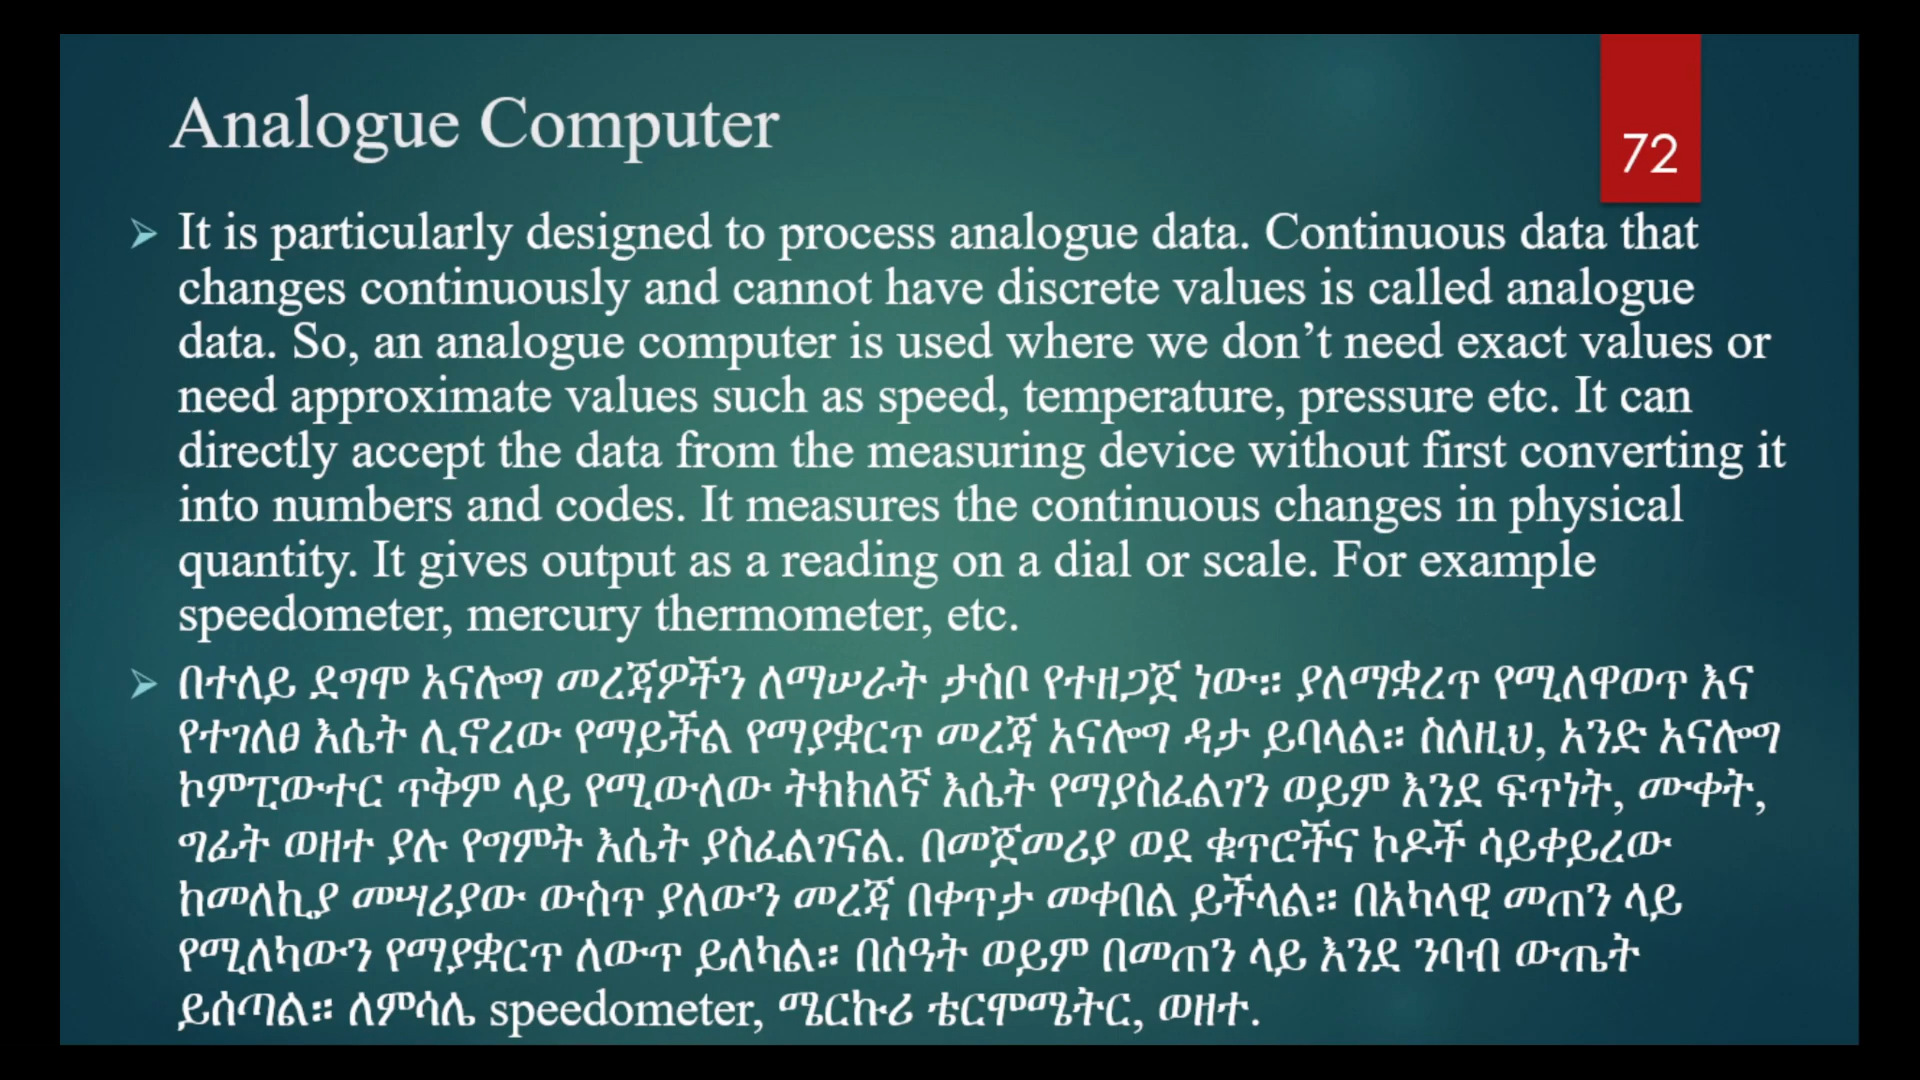 Analogue Computer
72
➢ It is particularly designed to process analogue data. Continuous data that
changes continuously and cannot have discrete values is called analogue
data. So, an analogue computer is used where we don’t need exact values or
need approximate values such as speed, temperature, pressure etc. It can
directly accept the data from the measuring device without first converting it
into numbers and codes. It measures the continuous changes in physical
quantity. It gives output as a reading on a dial or scale. For example
speedometer, mercury thermometer, etc.
➢ በተለይ ደግሞ አናሎግ መረጃዎችን ለማሠራት ታስቦ የተዘጋጀ ነው። ያለማቋረጥ የሚለዋወጥ እና
የተገለፀ እሴት ሊኖረው የማይችል የማያቋርጥ መረጃ አናሎግ ዳታ ይባላል። ስለዚህ, አንድ አናሎግ
ኮምፒውተር ጥቅም ላይ የሚውለው ትክክለኛ እሴት የማያስፈልገን ወይም እንደ ፍጥነት, ሙቀት,
ግፊት ወዘተ ያሉ የግምት እሴት ያስፈልገናል. በመጀመሪያ ወደ ቁጥሮችና ኮዶች ሳይቀይረው
ከመለኪያ መሣሪያው ውስጥ ያለውን መረጃ በቀጥታ መቀበል ይችላል። በአካላዊ መጠን ላይ
የሚለካውን የማያቋርጥ ለውጥ ይለካል። በሰዓት ወይም በመጠን ላይ እንደ ንባብ ውጤት
ይሰጣል። ለምሳሌ speedometer, ሜርኩሪ ቴርሞሜትር, ወዘተ.